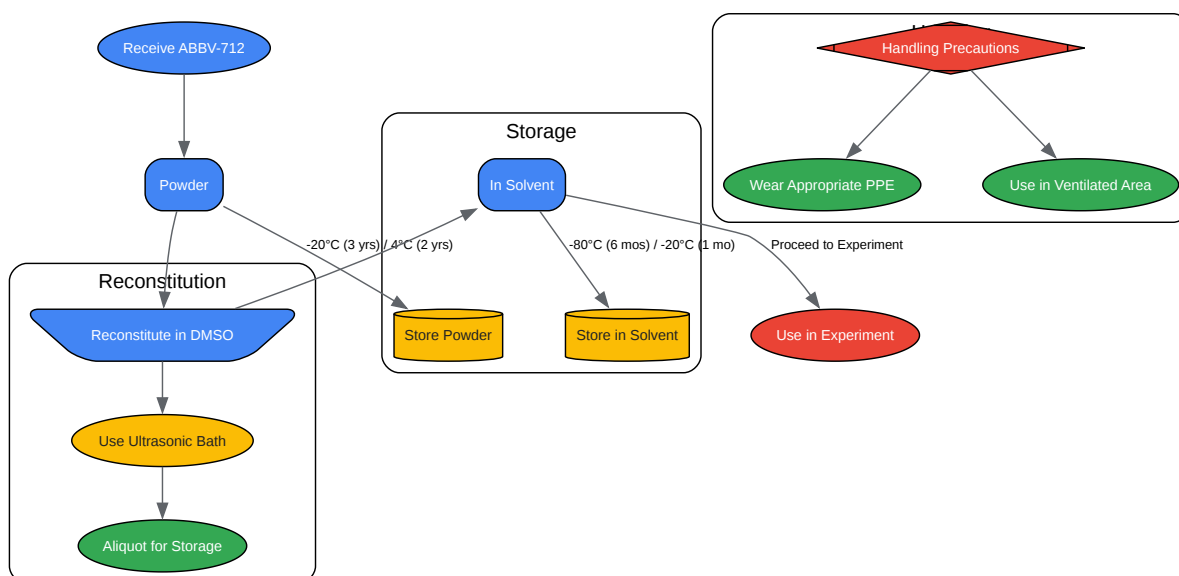 Receive ABBV-712
Handling Precautions
Storage
Powder
In Solvent
Wear Appropriate PPE
Use in Ventilated Area
-20°C (3 yrs) / 4°C (2 yrs)
-80°C (6 mos) / -20°C (1 mo)
Proceed to Experiment
Reconstitution
Reconstitute in DMSO
Store Powder
Store in Solvent
Use in Experiment
Use Ultrasonic Bath
Aliquot for Storage